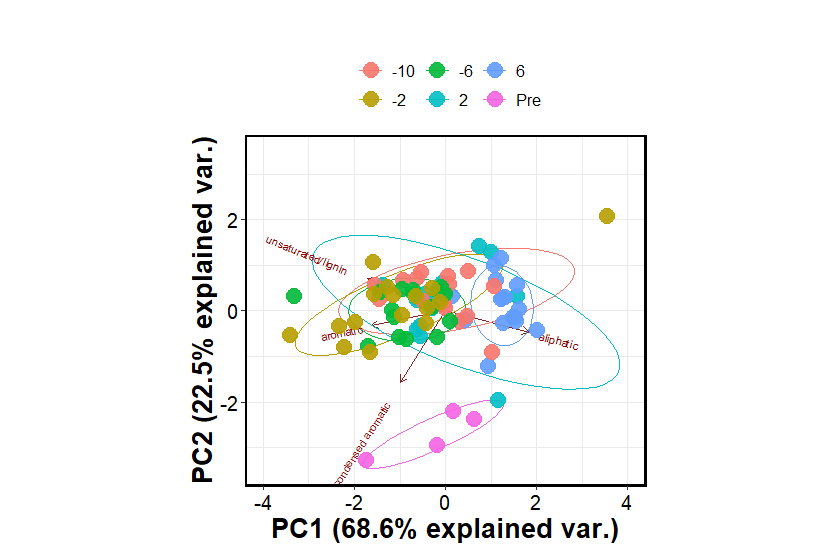 -10 -6 6
-2 2 Pre
PC2 (22.5% explained var.)
2
0
-2
unsaturated/lignin
aromatic
aliphatic
condensed aromatic
-4 -2 0 2 4
PC1 (68.6% explained var.)